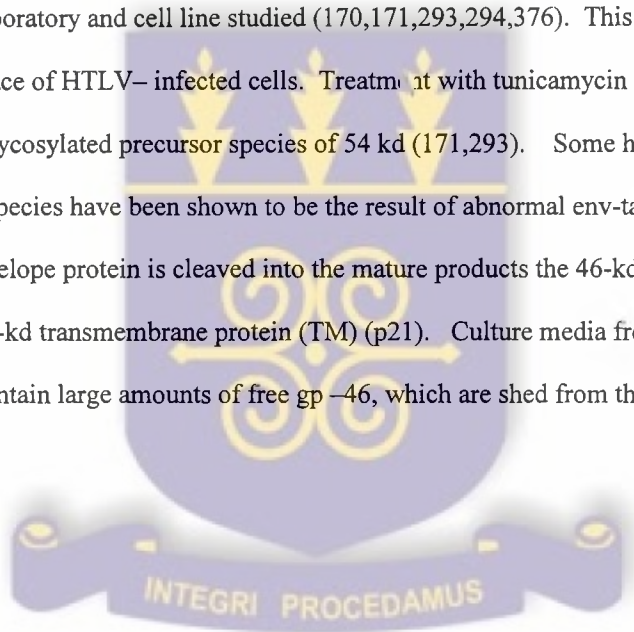 oratory and cell line studied (170,171,293,294,376). This
ce of HTLV– infected cells. Treatm nt with tunicamycin
ycosylated precursor species of 54 kd (171,293). Some h
pecies have been shown to be the result of abnormal env-ta
elope protein is cleaved into the mature products the 46-kd
-kd transmembrane protein (TM) (p21). Culture media fr
ntain large amounts of free gp –46, which are shed from th
INTEGRI PROCEDAMUS